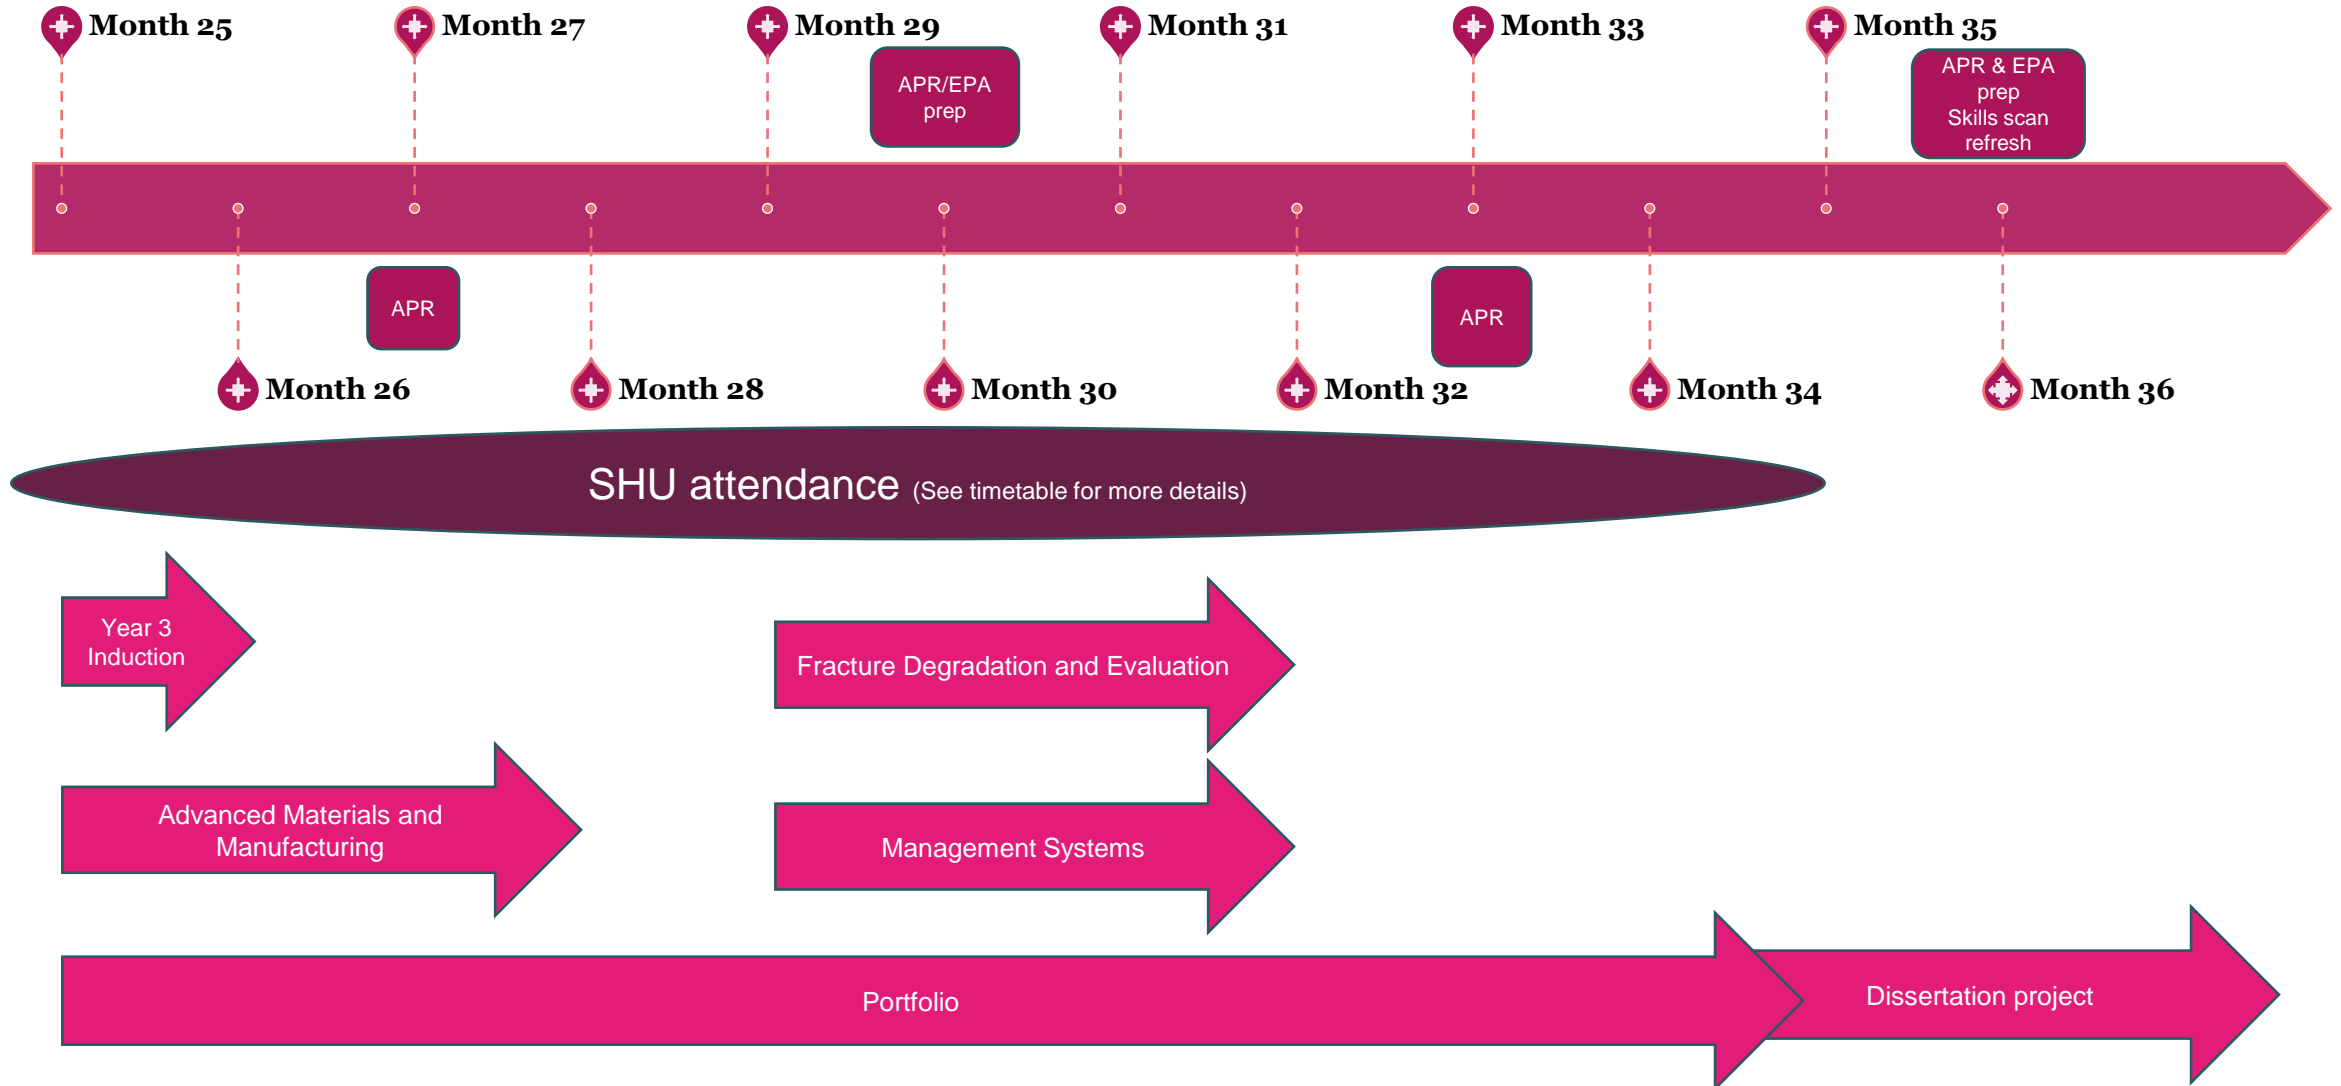 Month 25
Month 27
Month 29
Month 31
Month 33
Month 35
APR/EPA
prep
APR & EPA
prep
Skills scan
refresh
APR
APR
Month 26
Month 28
Month 30
Month 32
Month 34
Month 36
SHU attendance (See timetable for more details)
Year 3
Induction
Fracture Degradation and Evaluation
Advanced Materials and
Manufacturing
Management Systems
Portfolio
Dissertation project